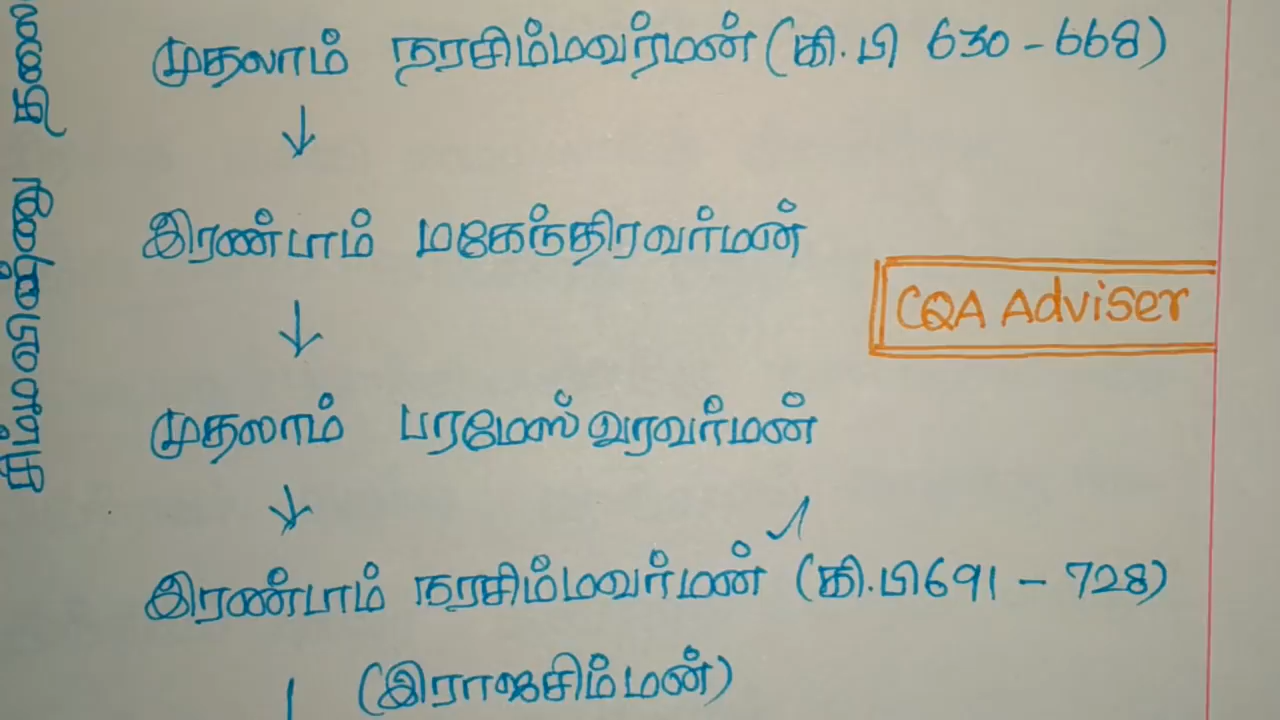 முதலாம் நரசிம்மவர்மன் (கி.பி 630 - 668)
↓
இரண்டாம் மகேந்திரவர்மன்
CQA Adviser
↓
முதலாம் பரமேஸ்வரவர்மன்
↓
இரண்டாம் நரசிம்மவர்மன் (கி.பி 691 - 728)
(இராஜசிம்மன்)